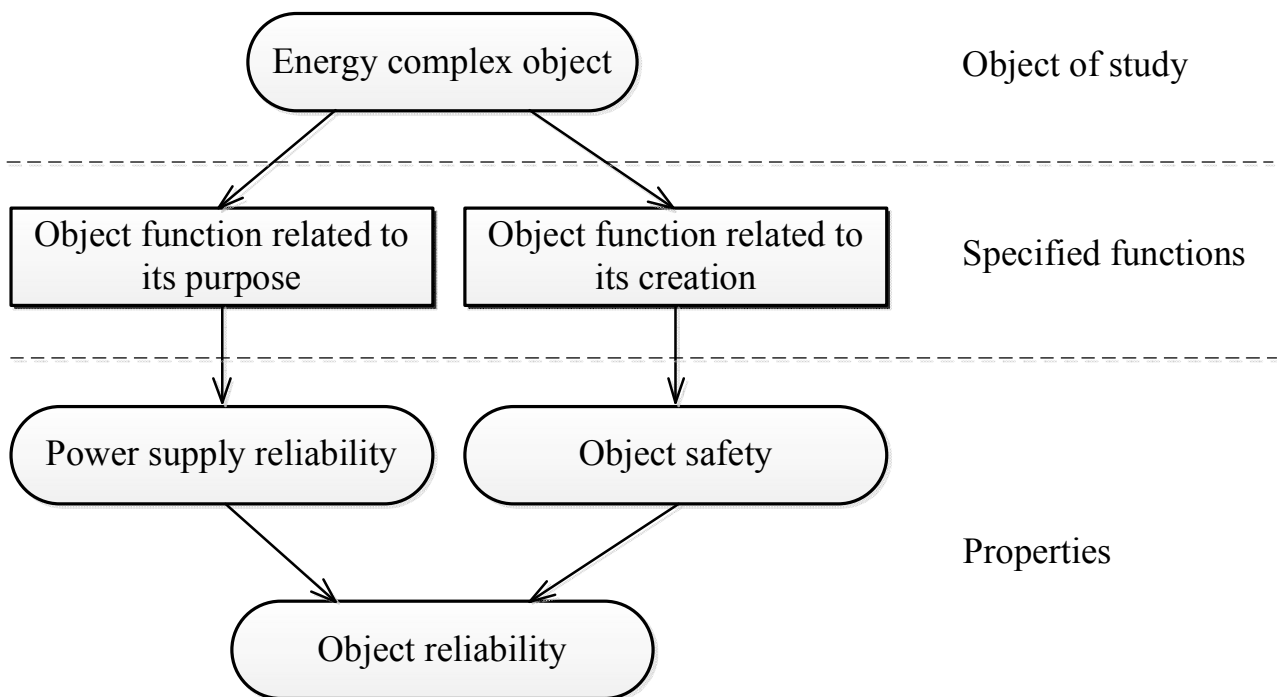 Energy complex object
Object of study
Object function related to
its purpose
Object function related to
its creation
Specified functions
Power supply reliability
Object safety
Properties
Object reliability